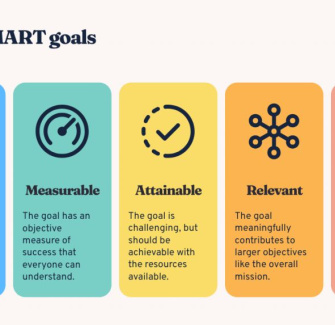 MART goals
Measurable
The goal has an
objective
measure of
success that
everyone can
understand.
Attainable
The goal is
challenging, but
should be
achievable with
the resources
available.
Relevant
The goal
meaningfully
contributes to
larger objectives
like the overall
mission.